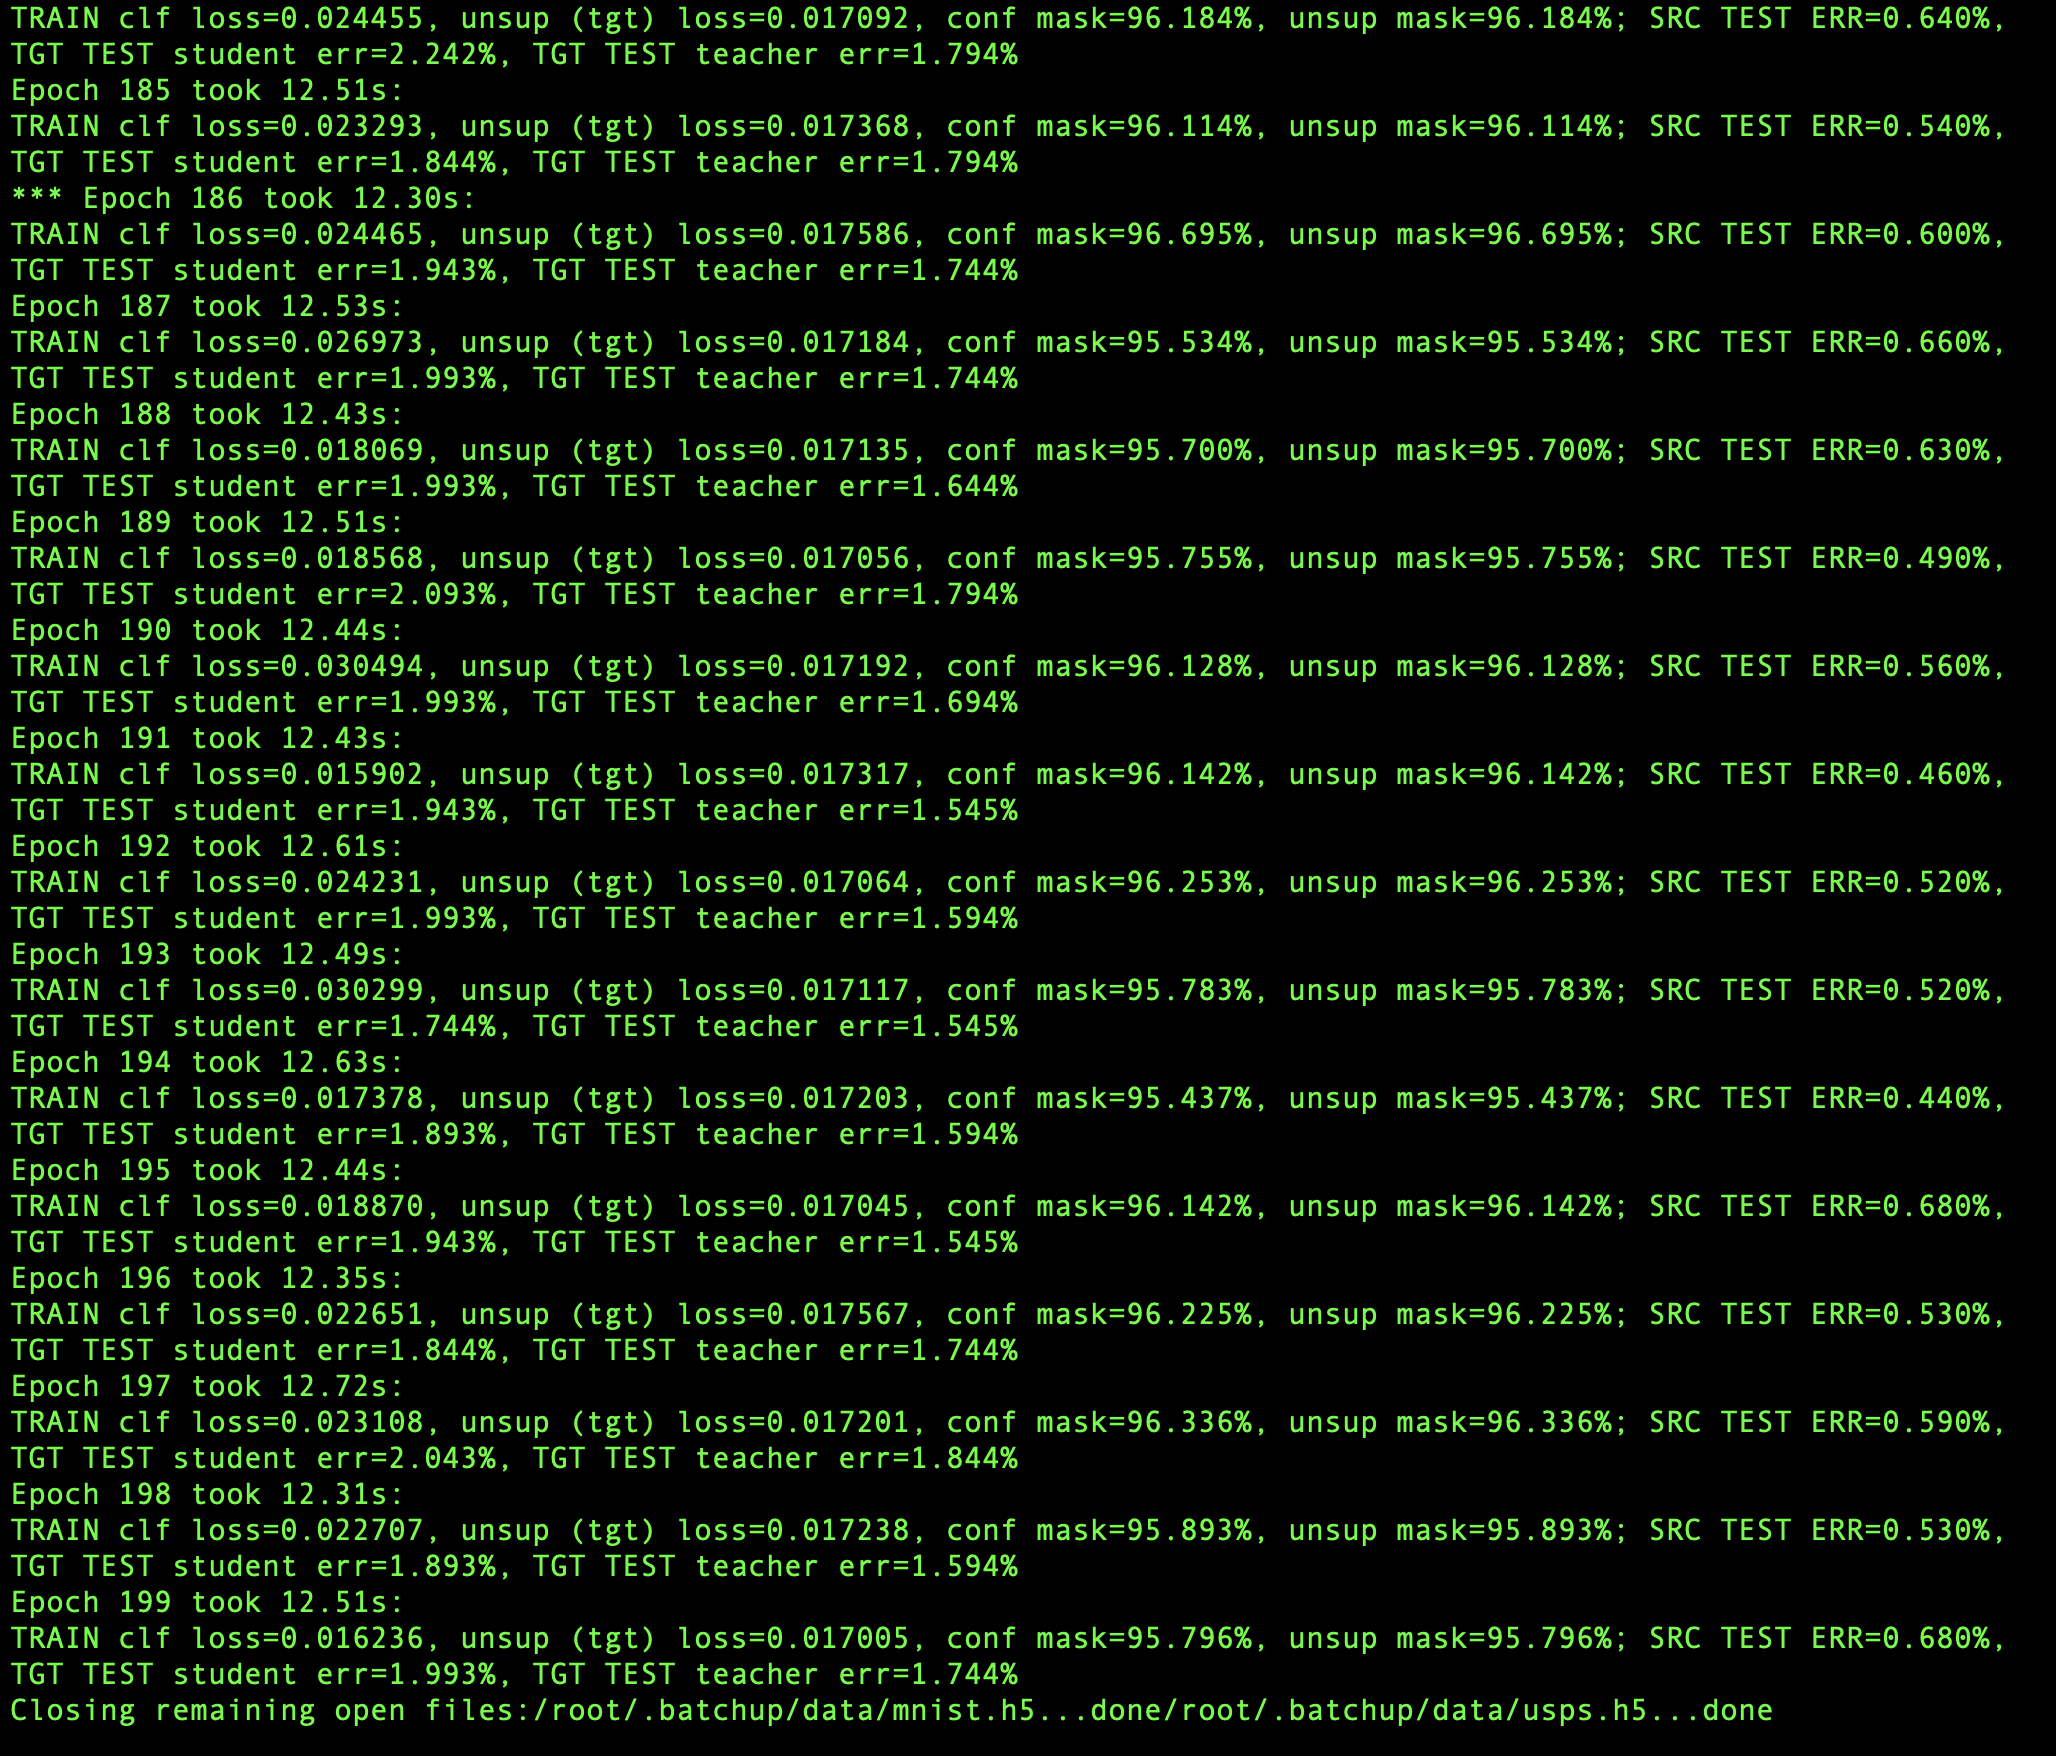 TRAIN clf loss=0.024455, unsup (tgt) loss=0.017092, conf mask=96.184%, unsup mask=96.184%; SRC TEST ERR=0.640%,
TGT TEST student err=2.242%, TGT TEST teacher err=1.794%
Epoch 185 took 12.51s:
TRAIN clf loss=0.023293, unsup (tgt) loss=0.017368, conf mask=96.114%, unsup mask=96.114%; SRC TEST ERR=0.540%,
TGT TEST student err=1.844%, TGT TEST teacher err=1.794%
*** Epoch 186 took 12.30s:
TRAIN clf loss=0.024465, unsup (tgt) loss=0.017586, conf mask=96.695%, unsup mask=96.695%; SRC TEST ERR=0.600%,
TGT TEST student err=1.943%, TGT TEST teacher err=1.744%
Epoch 187 took 12.53s:
TRAIN clf loss=0.026973, unsup (tgt) loss=0.017184, conf mask=95.534%, unsup mask=95.534%; SRC TEST ERR=0.660%,
TGT TEST student err=1.993%, TGT TEST teacher err=1.744%
Epoch 188 took 12.43s:
TRAIN clf loss=0.018069, unsup (tgt) loss=0.017135, conf mask=95.700%, unsup mask=95.700%; SRC TEST ERR=0.630%,
TGT TEST student err=1.993%, TGT TEST teacher err=1.644%
Epoch 189 took 12.51s:
TRAIN clf loss=0.018568, unsup (tgt) loss=0.017056, conf mask=95.755%, unsup mask=95.755%; SRC TEST ERR=0.490%,
TGT TEST student err=2.093%, TGT TEST teacher err=1.794%
Epoch 190 took 12.44s:
TRAIN clf loss=0.030494, unsup (tgt) loss=0.017192, conf mask=96.128%, unsup mask=96.128%; SRC TEST ERR=0.560%,
TGT TEST student err=1.993%, TGT TEST teacher err=1.694%
Epoch 191 took 12.43s:
TRAIN clf loss=0.015902, unsup (tgt) loss=0.017317, conf mask=96.142%, unsup mask=96.142%; SRC TEST ERR=0.460%,
TGT TEST student err=1.943%, TGT TEST teacher err=1.545%
Epoch 192 took 12.61s:
TRAIN clf loss=0.024231, unsup (tgt) loss=0.017064, conf mask=96.253%, unsup mask=96.253%; SRC TEST ERR=0.520%,
TGT TEST student err=1.993%, TGT TEST teacher err=1.594%
Epoch 193 took 12.49s:
TRAIN clf loss=0.030299, unsup (tgt) loss=0.017117, conf mask=95.783%, unsup mask=95.783%; SRC TEST ERR=0.520%,
TGT TEST student err=1.744%, TGT TEST teacher err=1.545%
Epoch 194 took 12.63s:
TRAIN clf loss=0.017378, unsup (tgt) loss=0.017203, conf mask=95.437%, unsup mask=95.437%; SRC TEST ERR=0.440%,
TGT TEST student err=1.893%, TGT TEST teacher err=1.594%
Epoch 195 took 12.44s:
TRAIN clf loss=0.018870, unsup (tgt) loss=0.017045, conf mask=96.142%, unsup mask=96.142%; SRC TEST ERR=0.680%,
TGT TEST student err=1.943%, TGT TEST teacher err=1.545%
Epoch 196 took 12.35s:
TRAIN clf loss=0.022651, unsup (tgt) loss=0.017567, conf mask=96.225%, unsup mask=96.225%; SRC TEST ERR=0.530%,
TGT TEST student err=1.844%, TGT TEST teacher err=1.744%
Epoch 197 took 12.72s:
TRAIN clf loss=0.023108, unsup (tgt) loss=0.017201, conf mask=96.336%, unsup mask=96.336%; SRC TEST ERR=0.590%,
TGT TEST student err=2.043%, TGT TEST teacher err=1.844%
Epoch 198 took 12.31s:
TRAIN clf loss=0.022707, unsup (tgt) loss=0.017238, conf mask=95.893%, unsup mask=95.893%; SRC TEST ERR=0.530%,
TGT TEST student err=1.893%, TGT TEST teacher err=1.594%
Epoch 199 took 12.51s:
TRAIN clf loss=0.016236, unsup (tgt) loss=0.017005, conf mask=95.796%, unsup mask=95.796%; SRC TEST ERR=0.680%,
TGT TEST student err=1.993%, TGT TEST teacher err=1.744%
Closing remaining open files:/root/.batchup/data/mnist.h5...done/root/.batchup/data/usps.h5...done